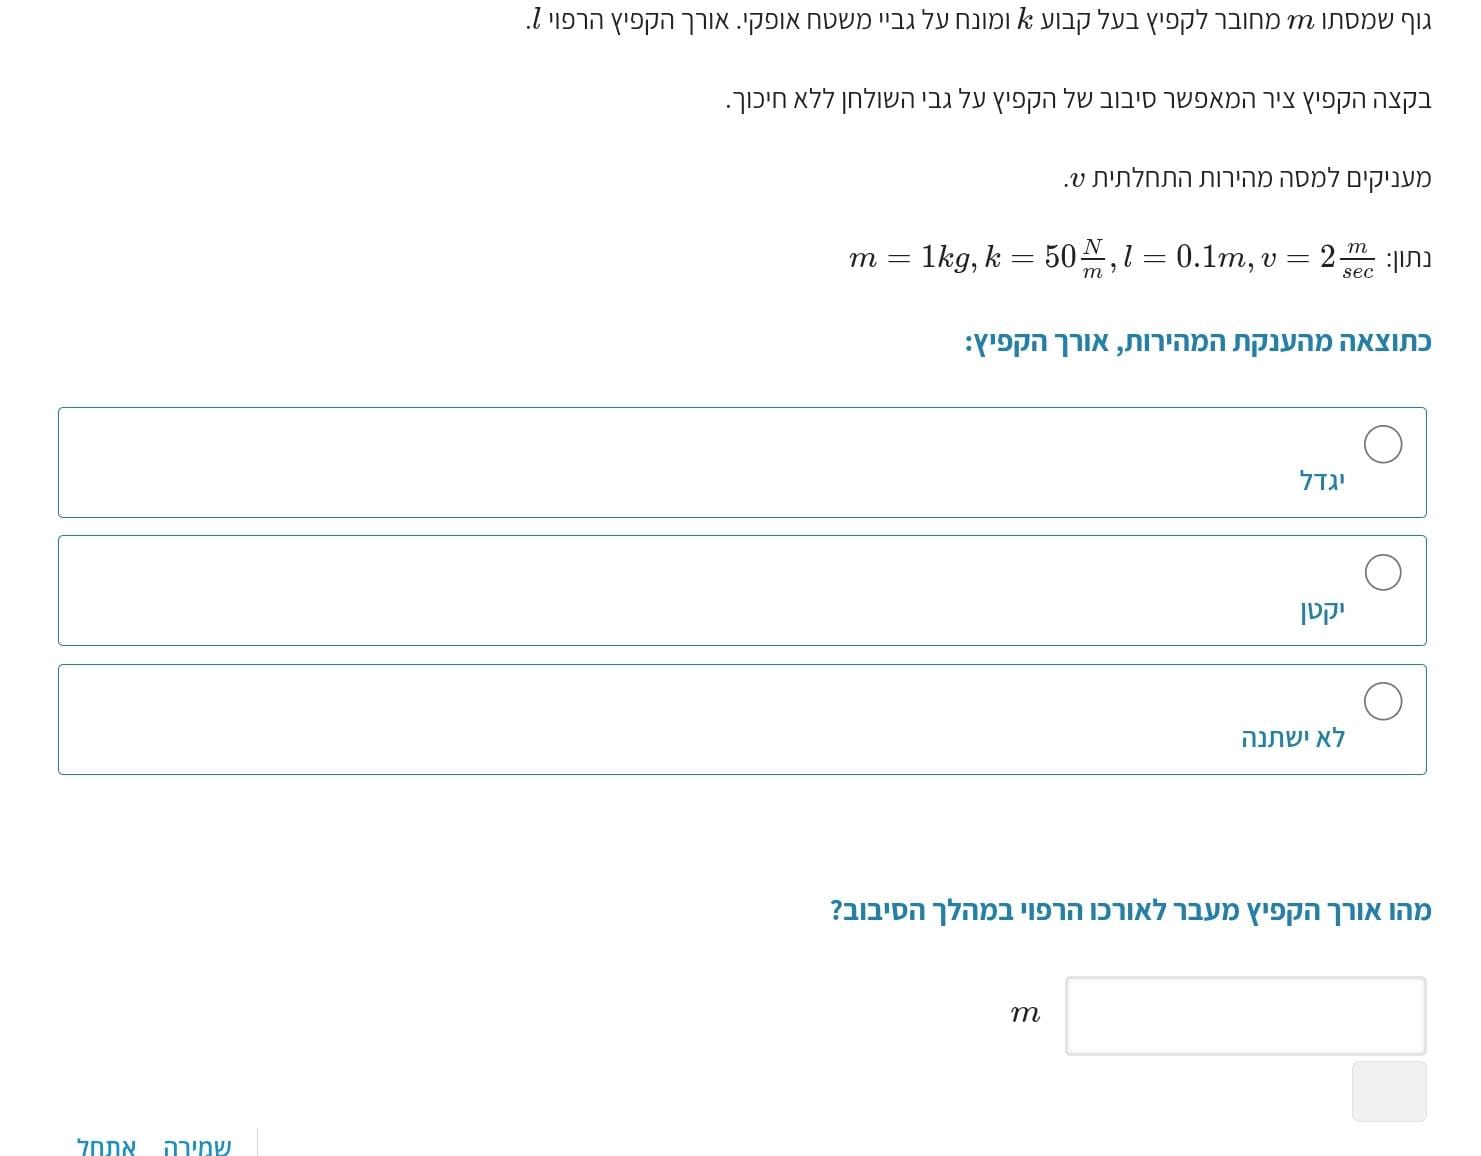 גוף שמסתו m מחובר לקפיץ בעל קבוע k ומונח על גביי משטח אופקי. אורך הקפיץ הרפוי l.
בקצה הקפיץ ציר המאפשר סיבוב של הקפיץ על גבי השולחן ללא חיכוך.
מעניקים למסה מהירות התחלתית v.
נתון: m = 1kg, k = 50 N/m, l = 0.1m, v = 2 m/sec
כתוצאה מהענקת המהירות, אורך הקפיץ:
יגדל
יקטן
לא ישתנה
מהו אורך הקפיץ מעבר לאורכו הרפוי במהלך הסיבוב?
m
שמירה אתחל